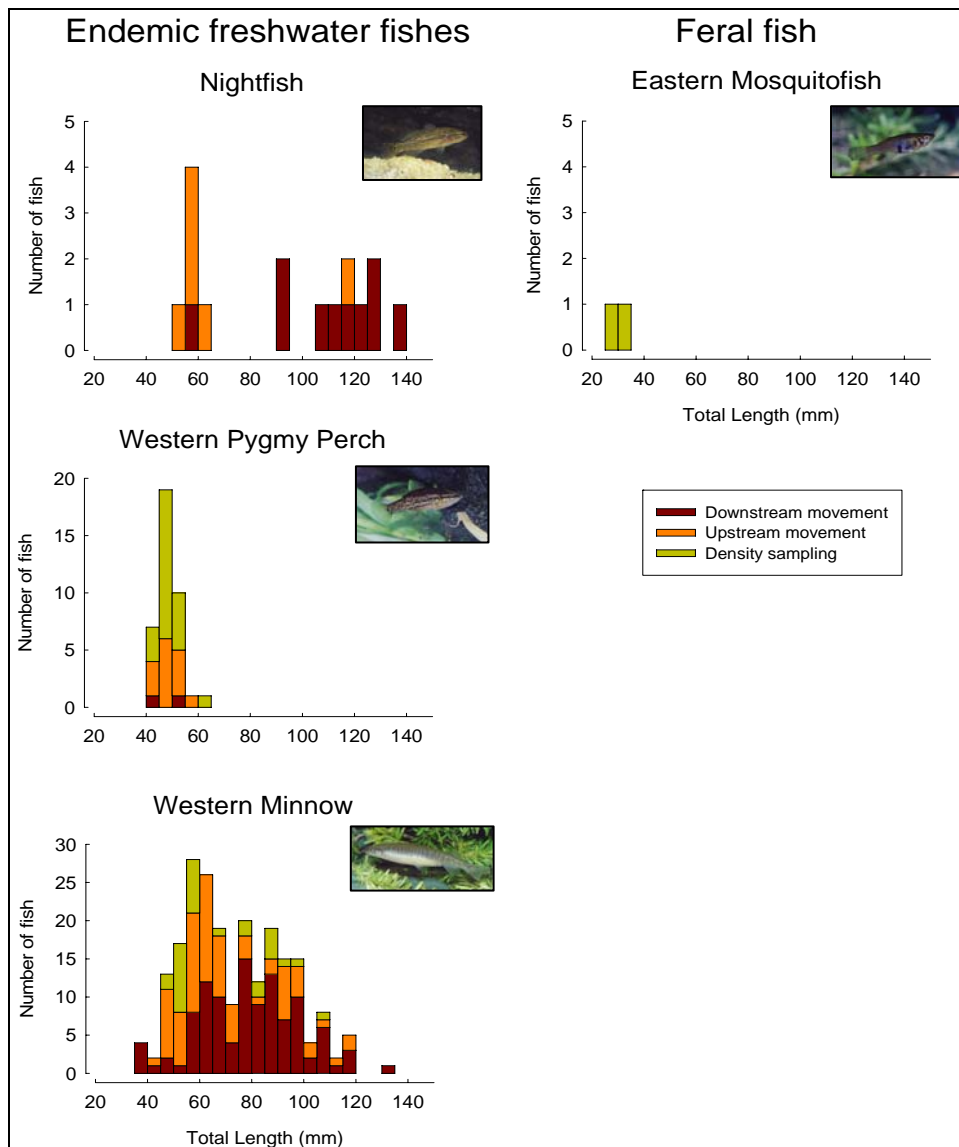 Endemic freshwater fishes
Feral fish
Nightfish
Eastern Mosquitofish
Number of fish
5
4
3
2
1
0
20 40 60 80 100 120 140
Number of fish
5
4
3
2
1
0
20 40 60 80 100 120 140
Total Length (mm)
Western Pygmy Perch
Number of fish
20
15
10
5
0
20 40 60 80 100 120 140
Downstream movement
Upstream movement
Density sampling
Western Minnow
Number of fish
30
25
20
15
10
5
0
20 40 60 80 100 120 140
Total Length (mm)